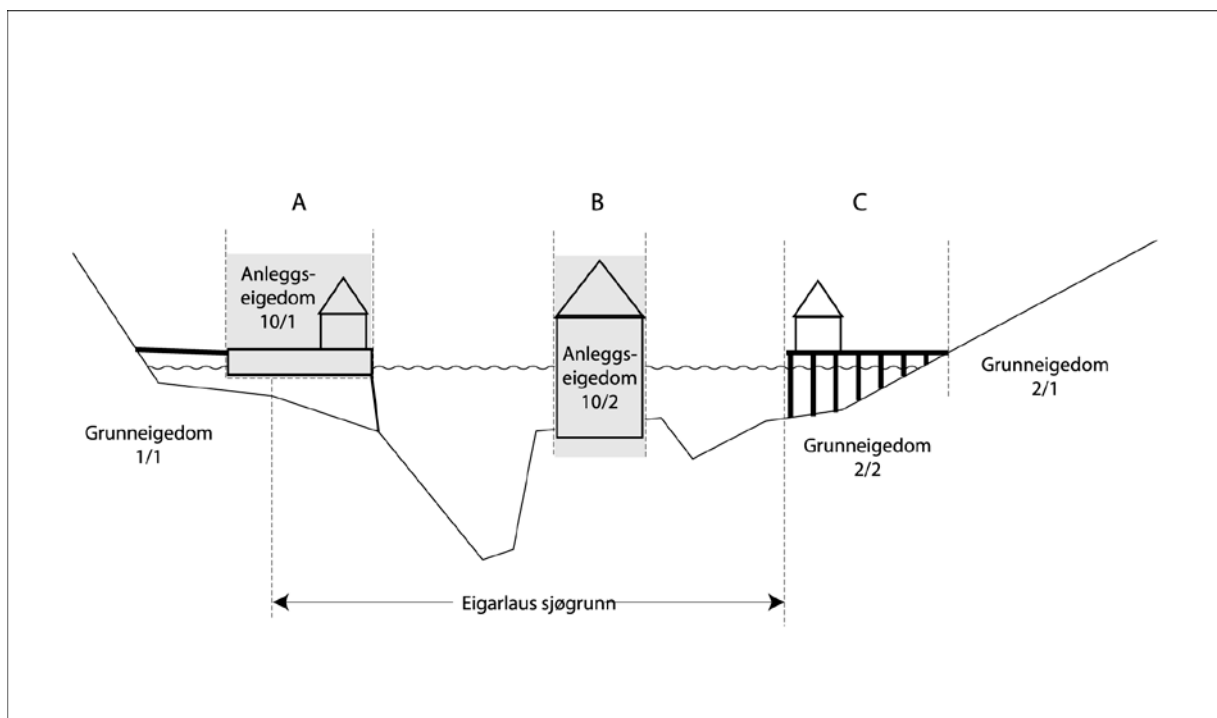 A
B
C
Anleggs-
eigedom
10/1
Anleggs-
eigedom
10/2
Grunneigedom
1/1
Grunneigedom
2/1
Grunneigedom
2/2
Eigarlaus sjøgrunn